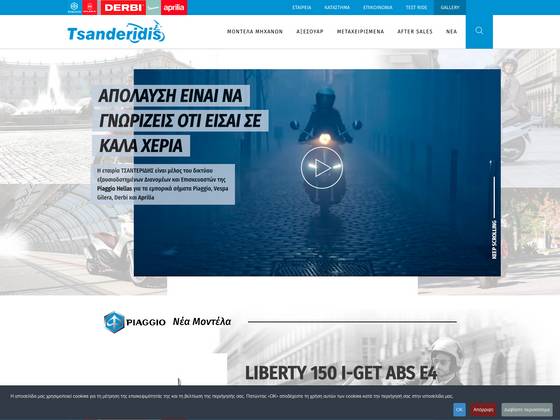 DERBI
aprilia
ΕΤΑΙΡΕΙΑ ΚΑΤΑΣΤΗΜΑ ΕΠΙΚΟΙΝΩΝΙΑ TEST RIDE GALLERY
Tsanderidis
ΜΟΝΤΕΛΑ ΜΗΧΑΝΩΝ ΑΞΕΣΟΥΑΡ ΜΕΤΑΧΕΙΡΙΣΜΕΝΑ AFTER SALES ΝΕΑ
ΑΠΟΛΑΥΣΗ ΕΙΝΑΙ ΝΑ
ΓΝΩΡΙΖΕΙΣ ΟΤΙ ΕΙΣΑΙ ΣΕ
ΚΑΛΑ ΧΕΡΙΑ
Η εταιρία ΤΣΑΝΤΕΡΙΔΗΣ είναι μέλος του δικτύου
εξουσιοδοτημένων Διανομέων και Επισκευαστών της
Piaggio Hellas για τα εμπορικά σήματα Piaggio, Vespa
Gilera, Derbi και Aprilia
KEEP SCROLLING
PIAGGIO Νέα Μοντέλα
LIBERTY 150 I-GET ABS E4
Η ιστοσελίδα μας χρησιμοποιεί cookies για τη μέτρηση της επισκεψιμότητας της και τη βελτίωση της περιήγησής σας. Πατώντας «ΟΚ» αποδέχεστε τη χρήση αυτών των cookies κατά την περιήγησή σας στην ιστοσελίδα μας.
OK Απόρριψη Διαβάστε περισσότερα